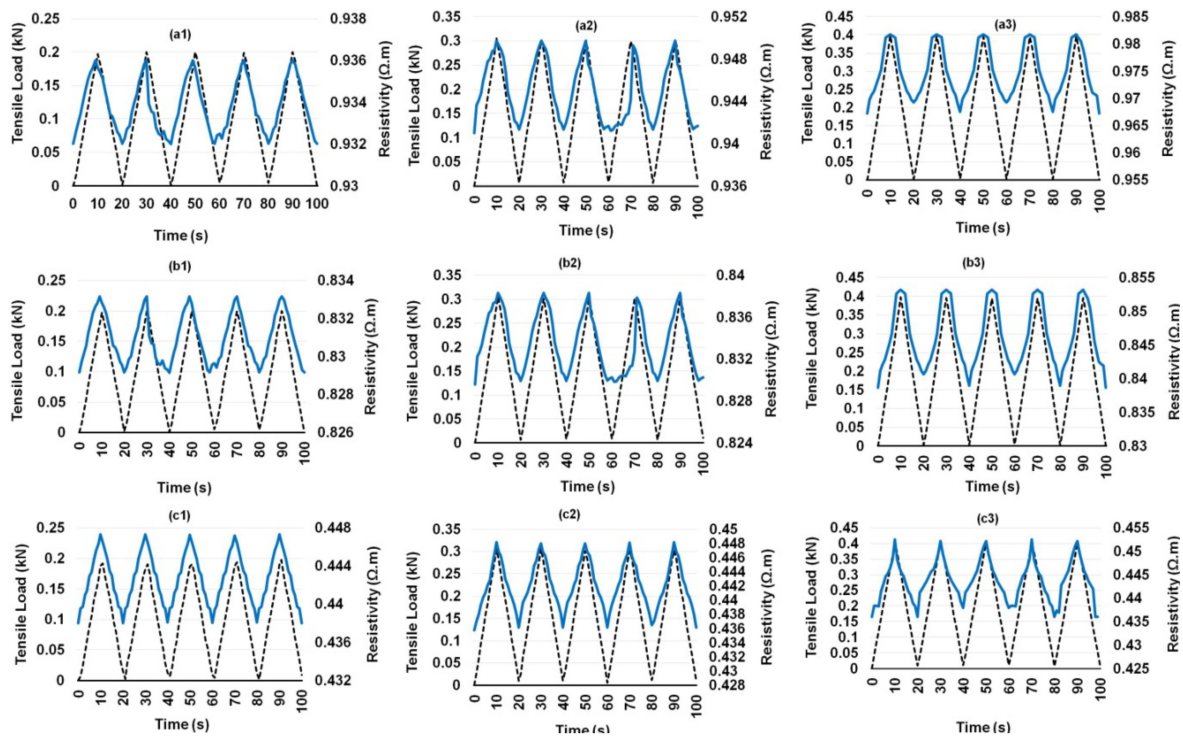 (a1)
Tensile Load (kN)
0.25
0.2
0.15
0.1
0.05
0
0.938
0.936
0.934
0.932
0.93
Resistivity (Ω.m)
0 10 20 30 40 50 60 70 80 90 100
Time (s)
(a2)
Tensile Load (kN)
0.35
0.3
0.25
0.2
0.15
0.1
0.05
0
0.952
0.948
0.944
0.94
0.936
Resistivity (Ω.m)
0 10 20 30 40 50 60 70 80 90 100
Time (s)
(a3)
Tensile Load (kN)
0.45
0.4
0.35
0.3
0.25
0.2
0.15
0.1
0.05
0
0.985
0.98
0.975
0.97
0.965
0.96
0.955
Resistivity (Ω.m)
0 10 20 30 40 50 60 70 80 90 100
Time (s)
(b1)
Tensile Load (kN)
0.25
0.2
0.15
0.1
0.05
0
0.834
0.832
0.83
0.828
0.826
Resistivity (Ω.m)
0 10 20 30 40 50 60 70 80 90 100
Time (s)
(b2)
Tensile Load (kN)
0.35
0.3
0.25
0.2
0.15
0.1
0.05
0
0.84
0.836
0.830
0.824
0.824
Resistivity (Ω.m)
0 10 20 30 40 50 60 70 80 90 100
Time (s)
(b3)
Tensile Load (kN)
0.45
0.4
0.35
0.3
0.25
0.2
0.15
0.1
0.05
0
0.855
0.85
0.845
0.84
0.835
0.83
Resistivity (Ω.m)
0 10 20 30 40 50 60 70 80 90 100
Time (s)
(c1)
Tensile Load (kN)
0.25
0.2
0.15
0.1
0.05
0
0.448
0.444
0.44
0.436
0.432
Resistivity (Ω.m)
0 10 20 30 40 50 60 70 80 90 100
Time (s)
(c2)
Tensile Load (kN)
0.35
0.3
0.25
0.2
0.15
0.1
0.05
0
0.45
0.448
0.446
0.444
0.442
0.44
0.438
0.436
0.434
0.432
0.43
0.428
Resistivity (Ω.m)
0 10 20 30 40 50 60 70 80 90 100
Time (s)
(c3)
Tensile Load (kN)
0.45
0.4
0.35
0.3
0.25
0.2
0.15
0.1
0.05
0
0.455
0.45
0.445
0.44
0.435
0.43
0.425
Resistivity (Ω.m)
0 10 20 30 40 50 60 70 80 90 100
Time (s)